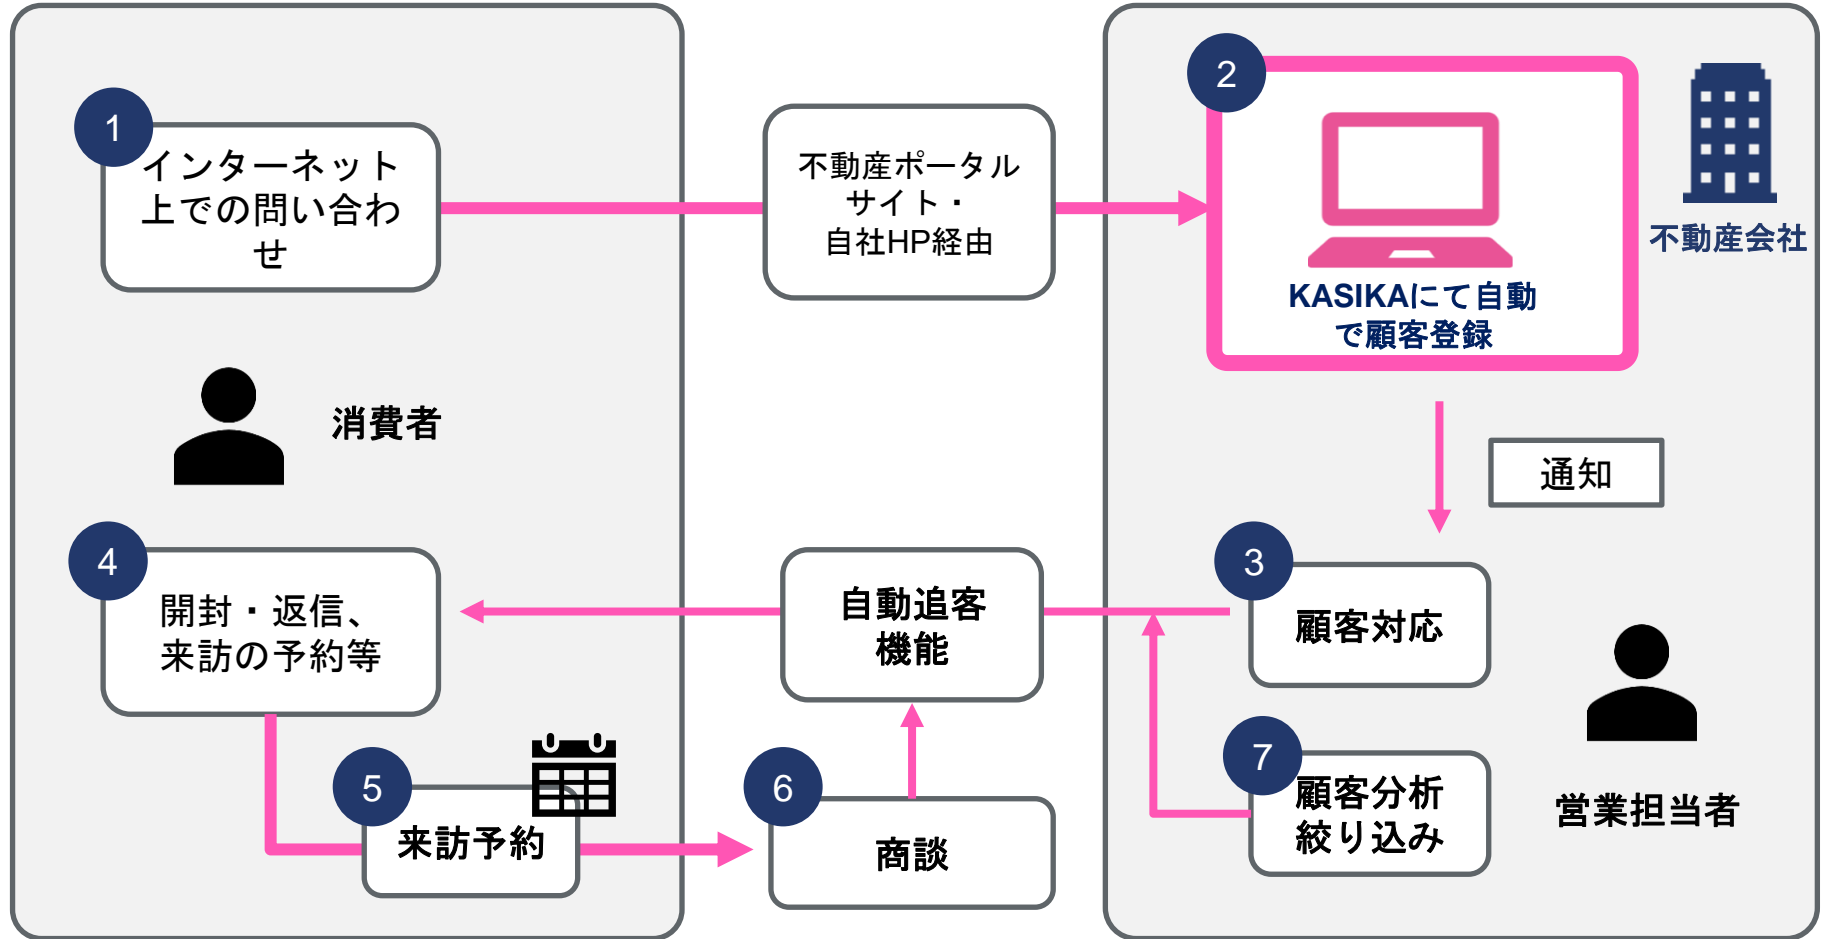 1
インターネット
上での問い合わ
せ
不動産ポータル
サイト・
自社HP経由
2
KASIKAにて自動
で顧客登録
不動産会社
消費者
通知
3
顧客対応
自動追客
機能
4
開封・返信、
来訪の予約等
5
来訪予約
6
商談
7
顧客分析
絞り込み
営業担当者